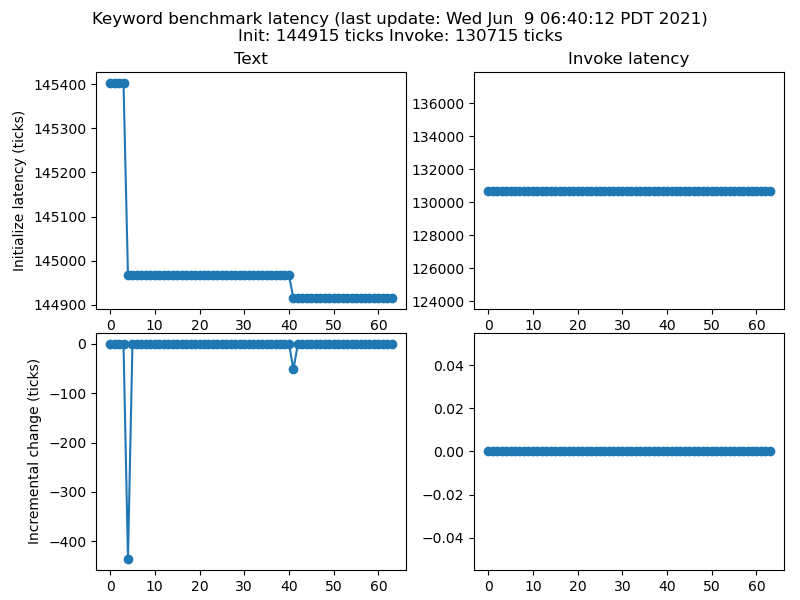 Keyword benchmark latency (last update: Wed Jun  9 06:40:12 PDT 2021)
Init: 144915 ticks Invoke: 130715 ticks
Text
Initialize latency (ticks)
145400
145300
145200
145100
145000
144900
0 10 20 30 40 50 60
Invoke latency
136000
134000
132000
130000
128000
126000
124000
0 10 20 30 40 50 60
Incremental change (ticks)
0
−100
−200
−300
−400
0 10 20 30 40 50 60
0.04
0.02
0.00
−0.02
−0.04
0 10 20 30 40 50 60